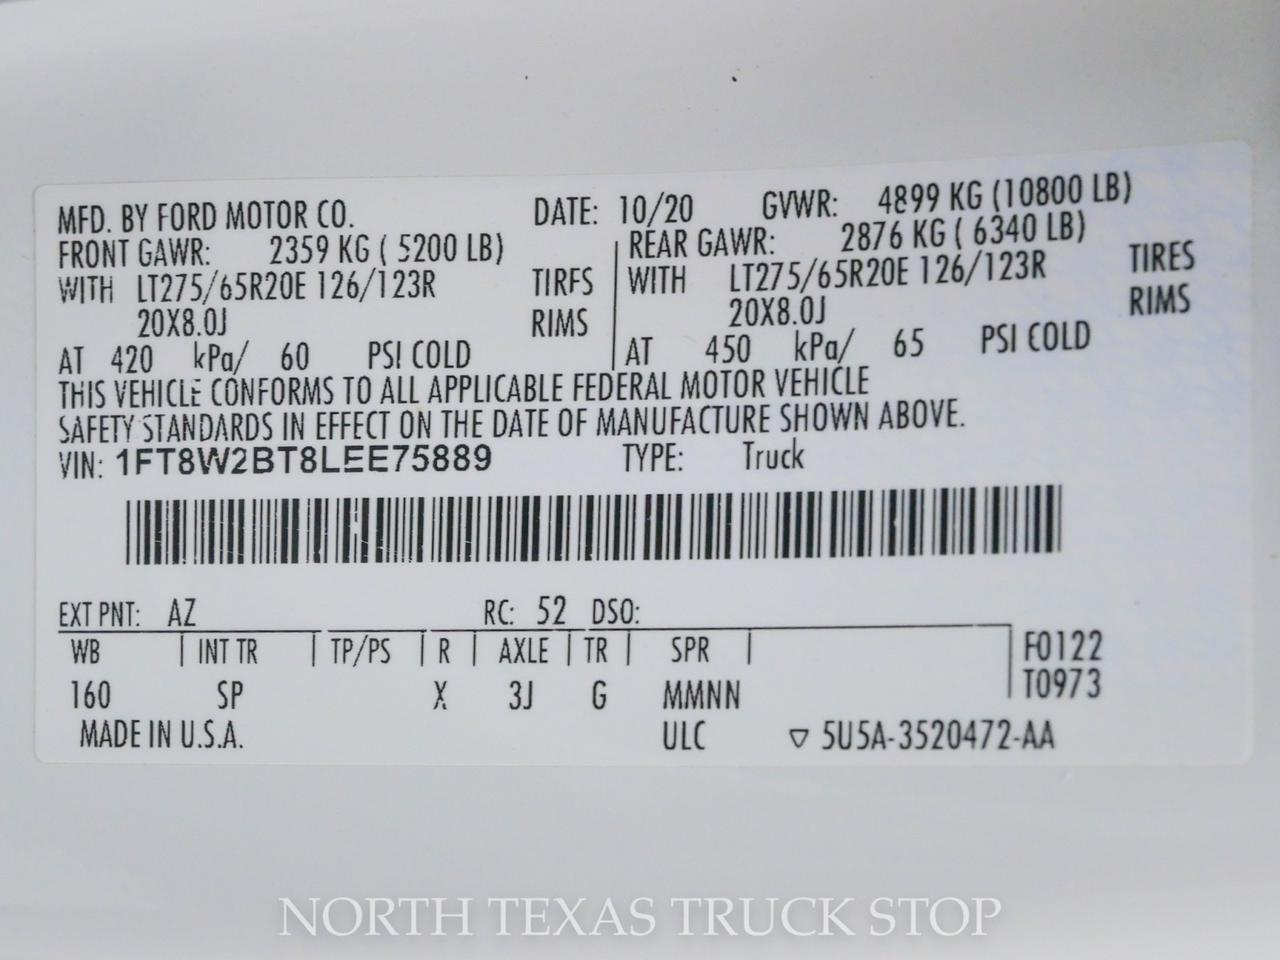 MFD. BY FORD MOTOR CO. DATE: 10/20 GVWR: 4899 KG (10800 LB)
FRONT GAWR: 2359 KG ( 5200 LB) REAR GAWR: 2876 KG ( 6340 LB)
WITH LT275/65R20E 126/123R TIRES WITH LT275/65R20E 126/123R TIRES
20X8.0J RIMS 20X8.0J RIMS
AT 420 kPa/ 60 PSI COLD AT 450 kPa/ 65 PSI COLD
THIS VEHICLE CONFORMS TO ALL APPLICABLE FEDERAL MOTOR VEHICLE
SAFETY STANDARDS IN EFFECT ON THE DATE OF MANUFACTURE SHOWN ABOVE.
VIN: 1FT8W2BT8LEE75889 TYPE: Truck
EXT PNT: AZ RC: 52 DSO:
WB INT TR TP/PS R AXLE TR SPR F0122
160 SP X 3J G MMNN T0973
MADE IN U.S.A. ULC ▽ 5U5A-3520472-AA
NORTH TEXAS TRUCK STOP